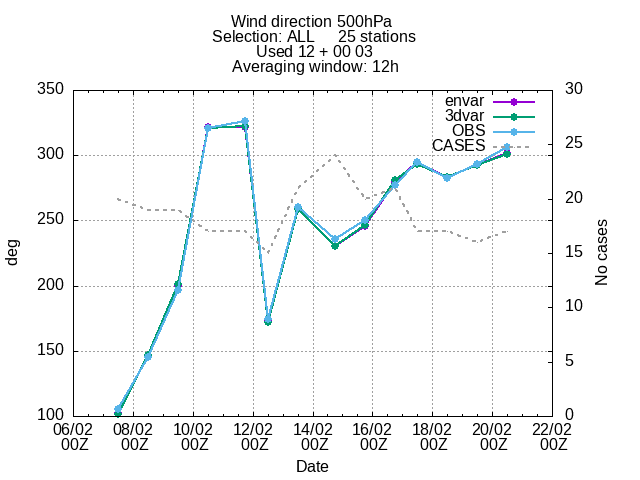 Wind direction 500hPa
Selection: ALL 25 stations
Used 12 + 00 03
Averaging window: 12h
350 30
envar
3dvar
OBS
CASES
300 25
250 20
200 15
150 10
100 5
0
deg
No cases
06/02 08/02 10/02 12/02 14/02 16/02 18/02 20/02 22/02
00Z 00Z 00Z 00Z 00Z 00Z 00Z 00Z 00Z
Date